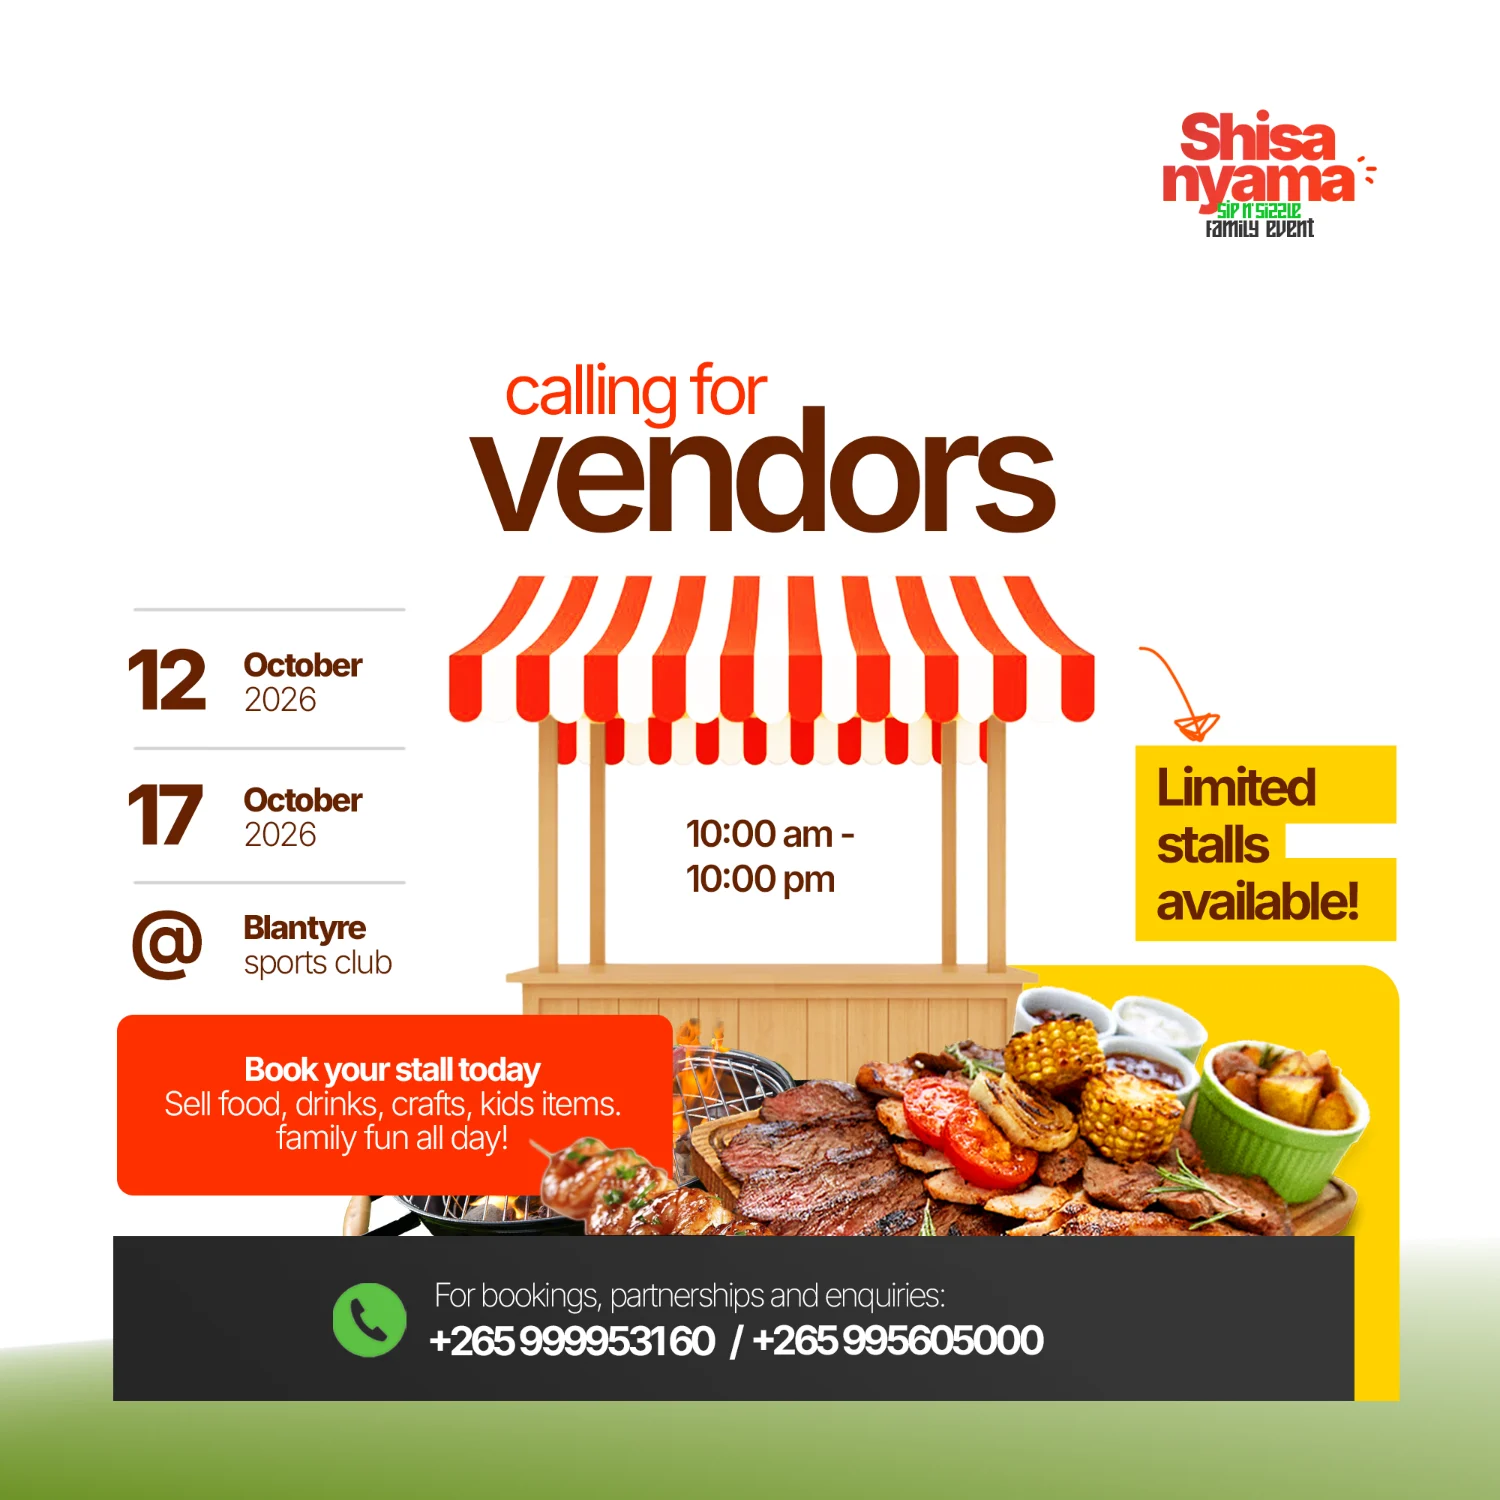 Shisa
nyama
SIP N' SIZZLE
FAMILY EVENT
calling for
vendors
12 October
2026
17 October
2026
@ Blantyre
sports club
10:00 am -
10:00 pm
Limited
stalls
available!
Book your stall today
Sell food, drinks, crafts, kids items.
family fun all day!
For bookings, partnerships and enquiries:
+265 999953160 / +265 995605000